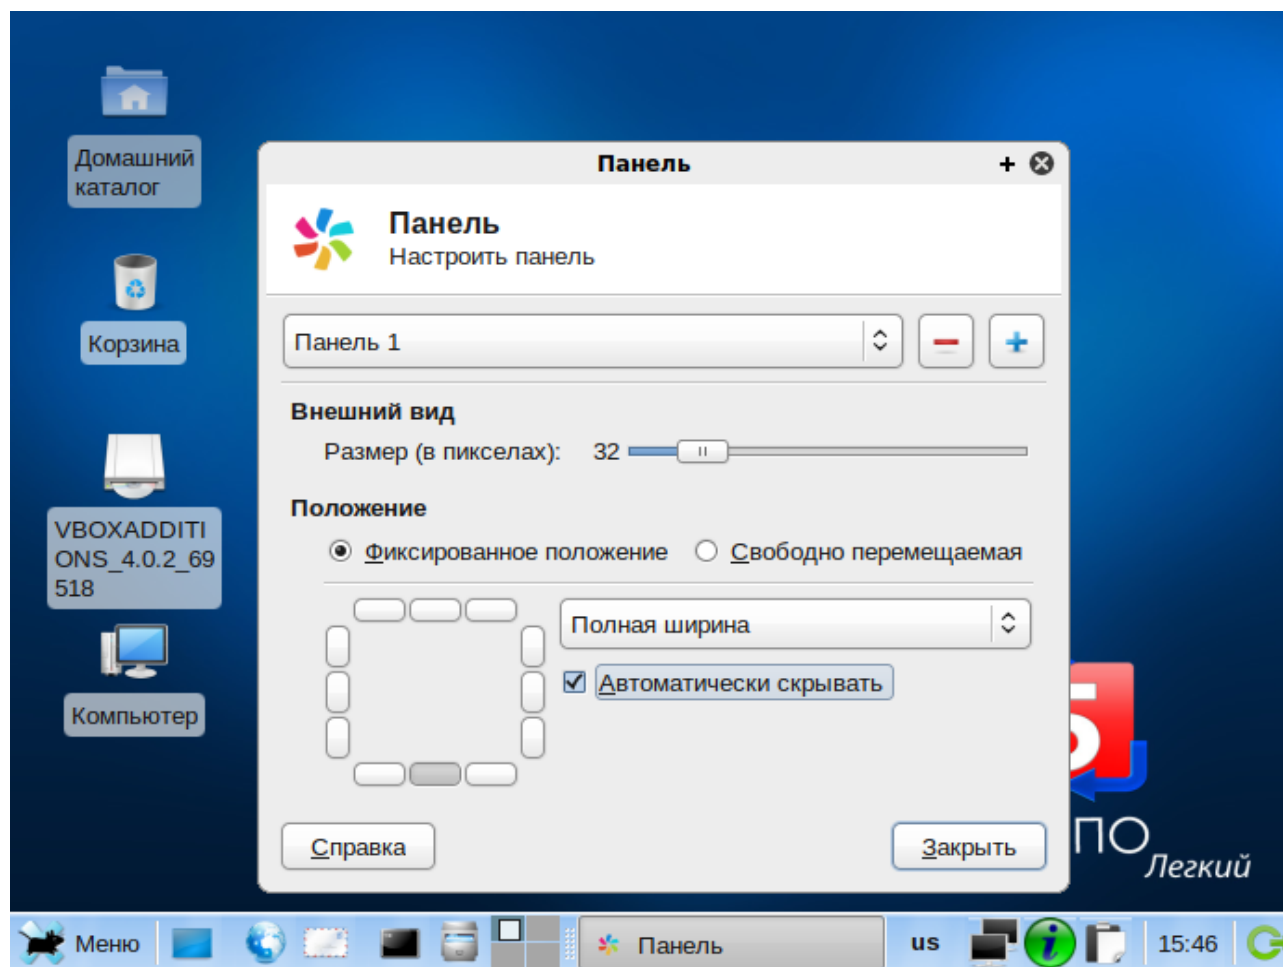 Домашний
каталог
Корзина
VBOXADDITI
ONS_4.0.2_69
518
Компьютер
Панель
Панель
Настроить панель
Панель 1
Внешний вид
Размер (в пикселах): 32
Положение
Фиксированное положение Свободно перемещаемая
Полная ширина
Автоматически скрывать
Справка Закрыть
5
ПО
Легкий
Меню Панель us i 15:46